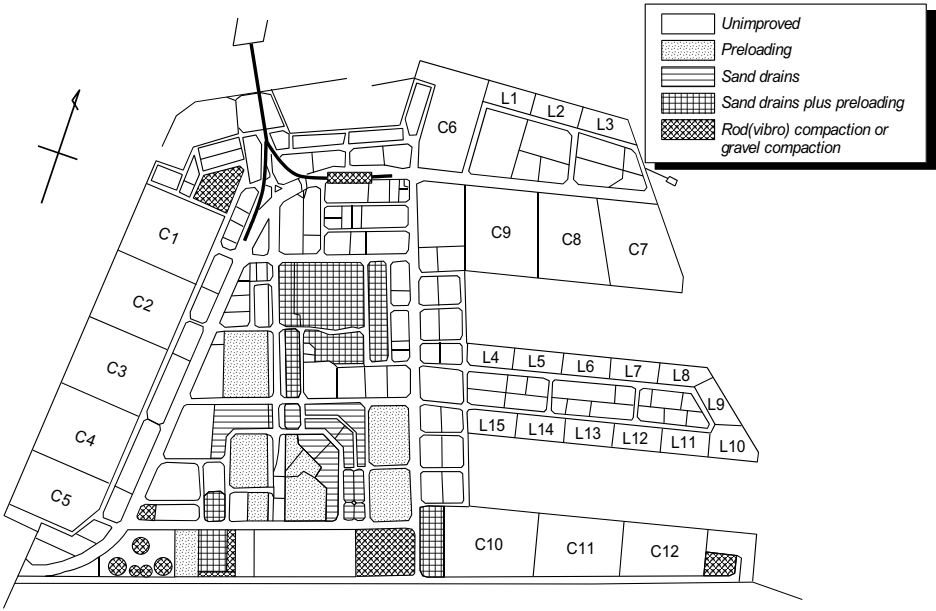 Unimproved
Preloading
Sand drains
Sand drains plus preloading
Rod(vibro) compaction or
gravel compaction
L1
L2
L3
C6
C1
C9
C8
C7
C2
C3
L4
L5
L6
L7
L8
L9
C4
L15
L14
L13
L12
L11
L10
C5
C10
C11
C12